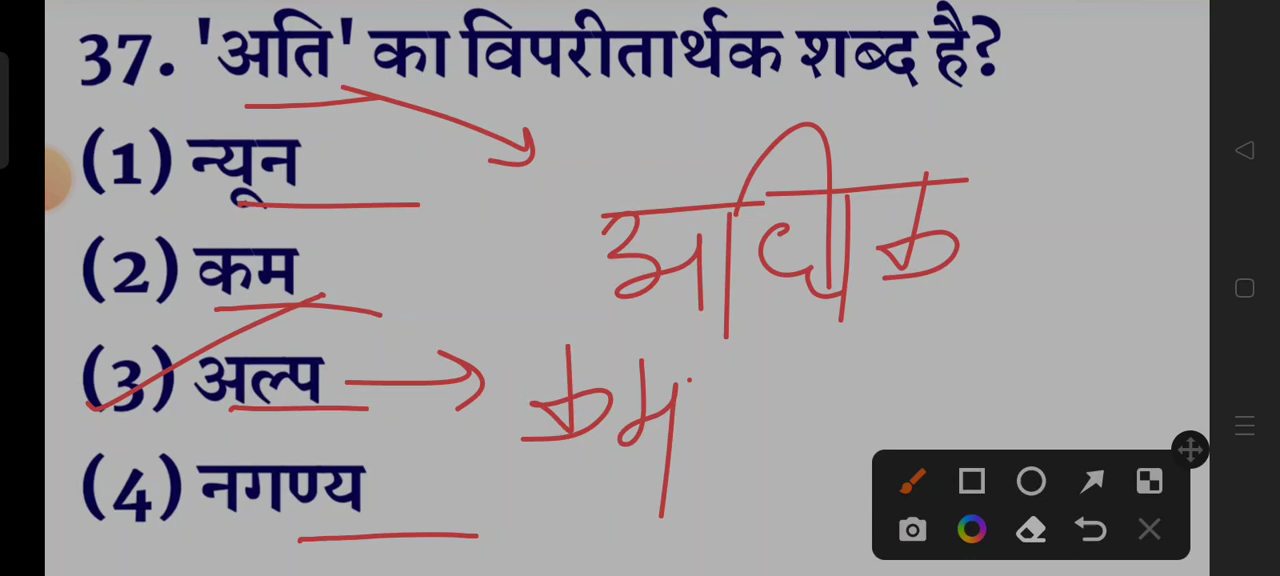 37. 'अति' का विपरीतार्थक शब्द है?
(1) न्यून
अधिक
(2) कम
(3) अल्प
कम
(4) नगण्य